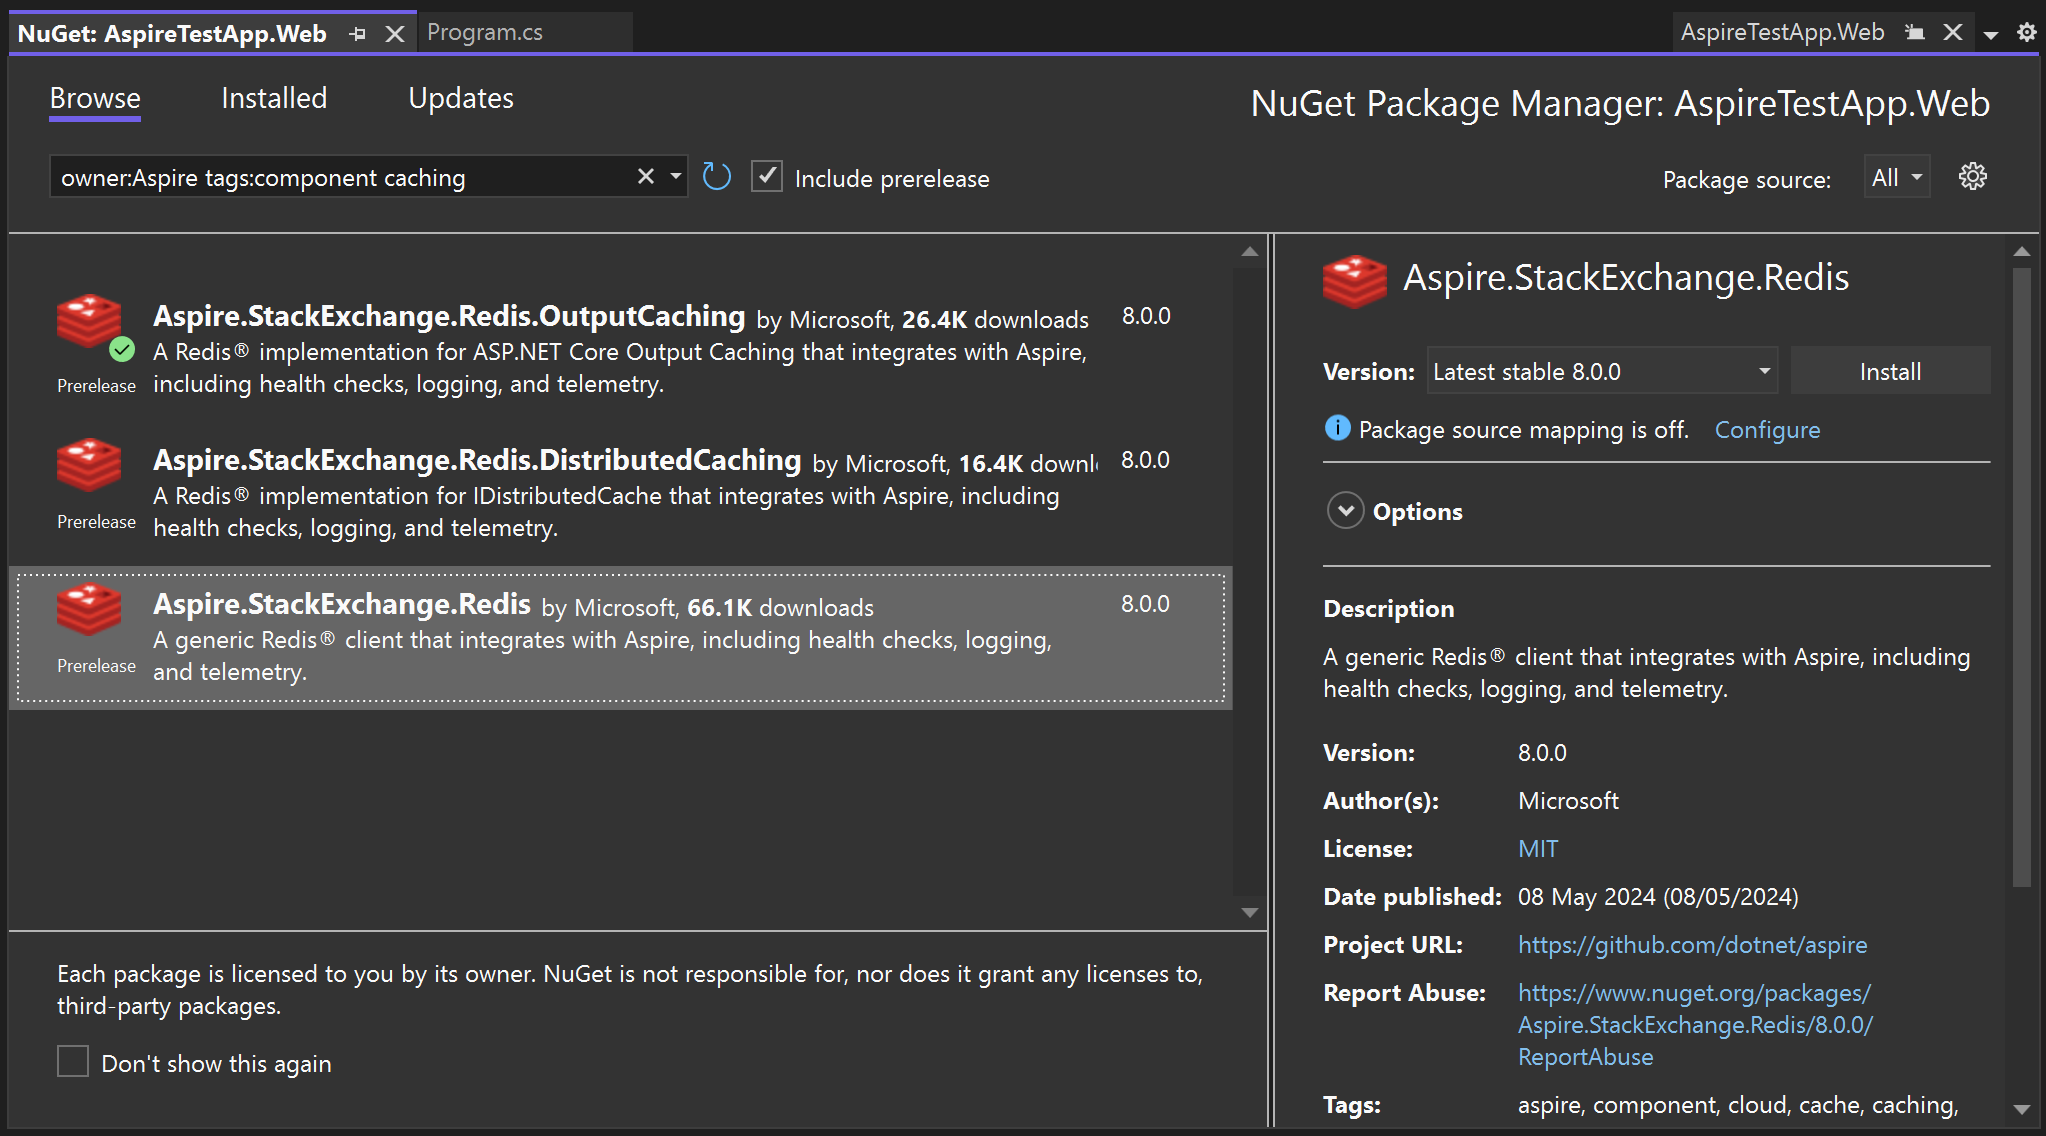 NuGet: AspireTestApp.Web
Program.cs
AspireTestApp.Web
Browse
Installed
Updates
NuGet Package Manager: AspireTestApp.Web
owner:Aspire tags:component caching
Include prerelease
Package source:
All
Aspire.StackExchange.Redis.OutputCaching by Microsoft, 26.4K downloads 8.0.0
A Redis® implementation for ASP.NET Core Output Caching that integrates with Aspire,
including health checks, logging, and telemetry.
Prerelease
Aspire.StackExchange.Redis.DistributedCaching by Microsoft, 16.4K downl 8.0.0
A Redis® implementation for IDistributedCache that integrates with Aspire, including
health checks, logging, and telemetry.
Prerelease
Aspire.StackExchange.Redis by Microsoft, 66.1K downloads 8.0.0
A generic Redis® client that integrates with Aspire, including health checks, logging,
and telemetry.
Prerelease
Each package is licensed to you by its owner. NuGet is not responsible for, nor does it grant any licenses to,
third-party packages.
Don't show this again
Aspire.StackExchange.Redis
Version: Latest stable 8.0.0 Install
Package source mapping is off. Configure
Options
Description
A generic Redis® client that integrates with Aspire, including
health checks, logging, and telemetry.
Version: 8.0.0
Author(s): Microsoft
License: MIT
Date published: 08 May 2024 (08/05/2024)
Project URL: https://github.com/dotnet/aspire
Report Abuse: https://www.nuget.org/packages/
Aspire.StackExchange.Redis/8.0.0/
ReportAbuse
Tags: aspire, component, cloud, cache, caching,